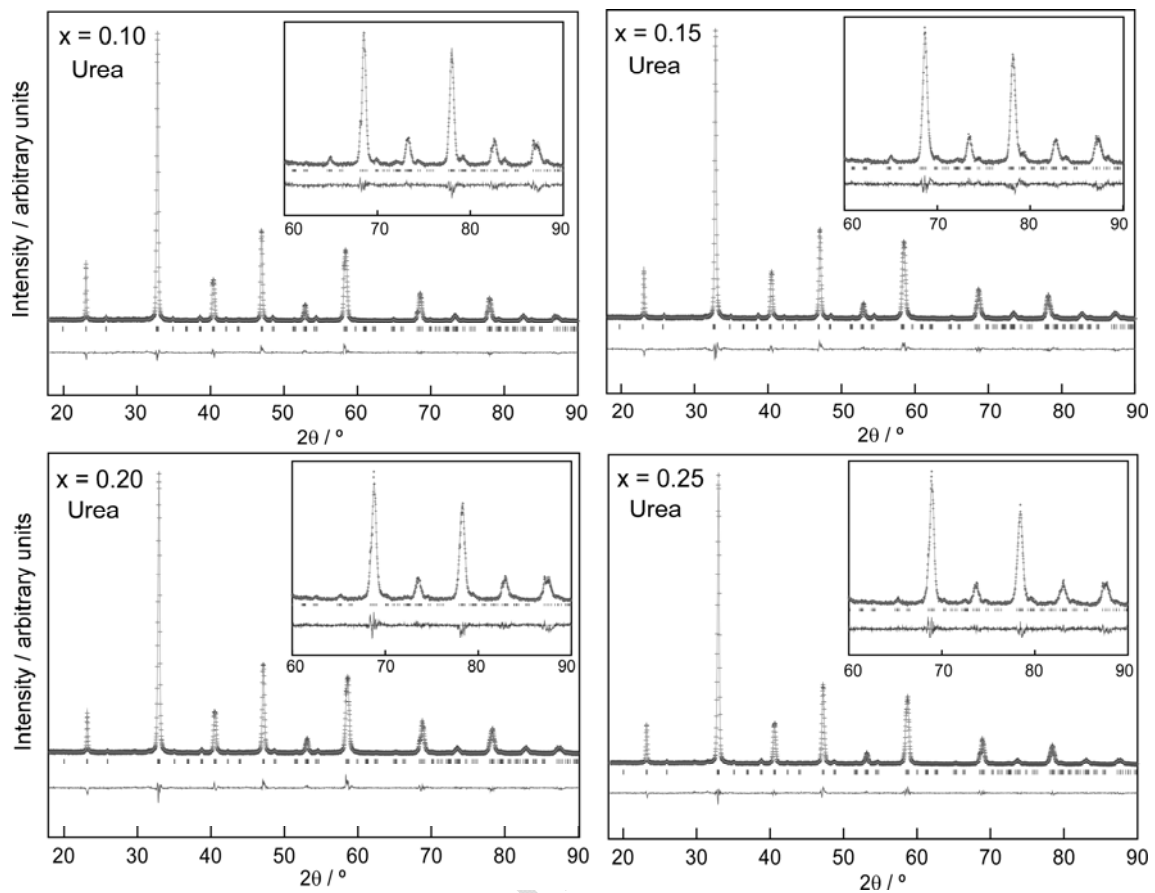 x = 0.10
Urea
60 70 80 90
Intensity / arbitrary units
20 30 40 50 60 70 80 90
2θ / º
x = 0.15
Urea
60 70 80 90
20 30 40 50 60 70 80 90
2θ / º
x = 0.20
Urea
60 70 80 90
Intensity / arbitrary units
20 30 40 50 60 70 80 90
2θ / º
x = 0.25
Urea
60 70 80 90
20 30 40 50 60 70 80 90
2θ / º